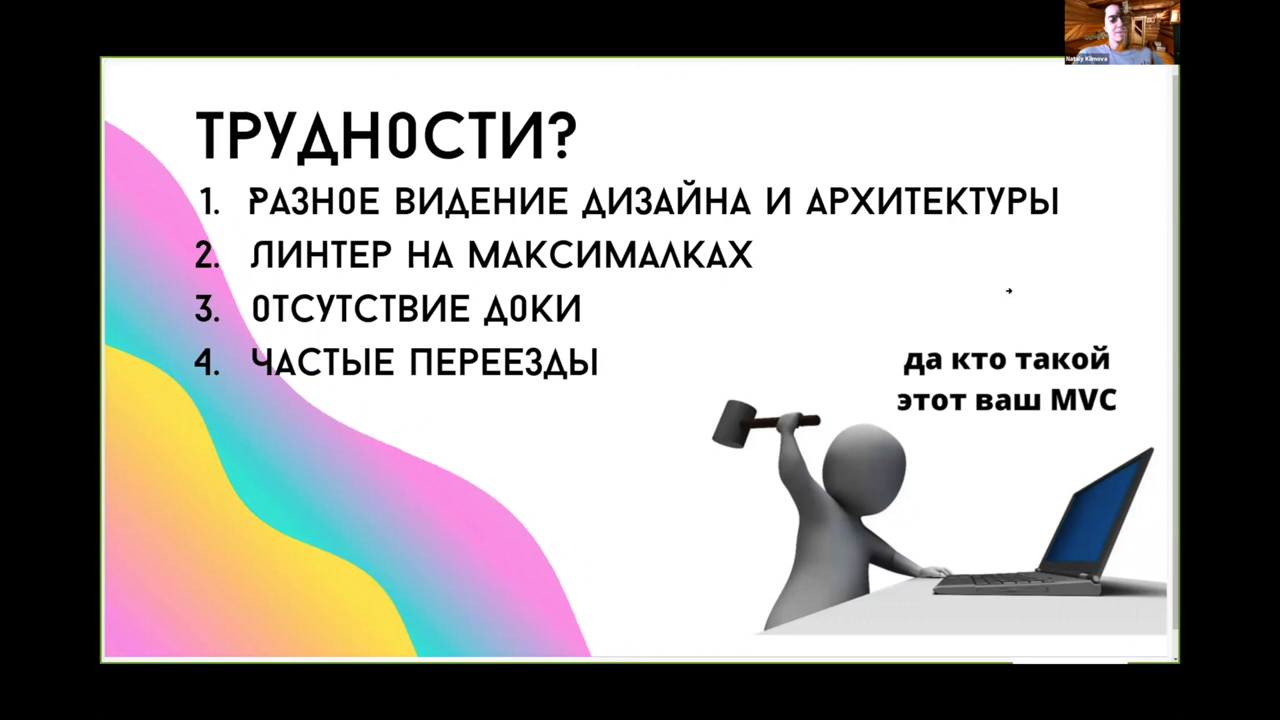 Nataly Klimova
ТРУДНОСТИ?
1. РАЗНОЕ ВИДЕНИЕ ДИЗАЙНА И АРХИТЕКТУРЫ
2. ЛИНТЕР НА МАКСИМАЛКАХ
3. ОТСУТСТВИЕ ДОКИ
4. ЧАСТЫЕ ПЕРЕЕЗДЫ
да кто такой
этот ваш MVC